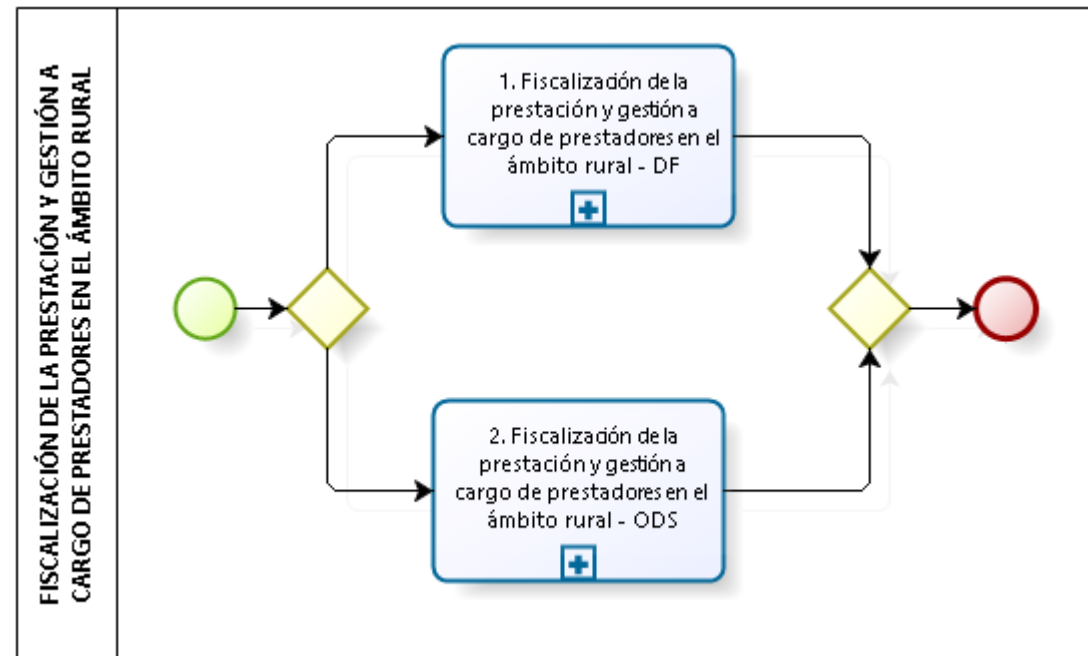 FISCALIZACIÓN DE LA PRESTACIÓN Y GESTIÓN A
CARGO DE PRESTADORES EN EL ÁMBITO RURAL
1. Fiscalización de la
prestación y gestión a
cargo de prestadores en el
ámbito rural - DF
2. Fiscalización de la
prestación y gestión a
cargo de prestadores en el
ámbito rural - ODS